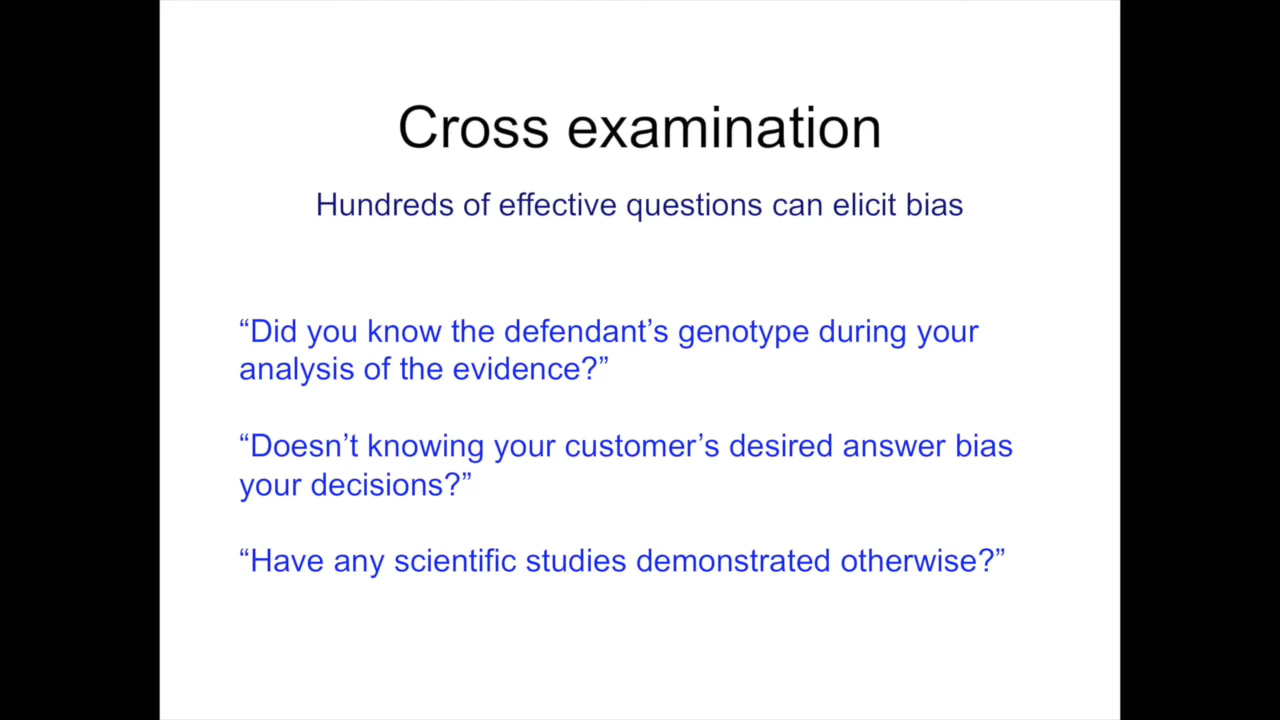 Cross examination
Hundreds of effective questions can elicit bias
“Did you know the defendant’s genotype during your
analysis of the evidence?”
“Doesn’t knowing your customer’s desired answer bias
your decisions?”
“Have any scientific studies demonstrated otherwise?”